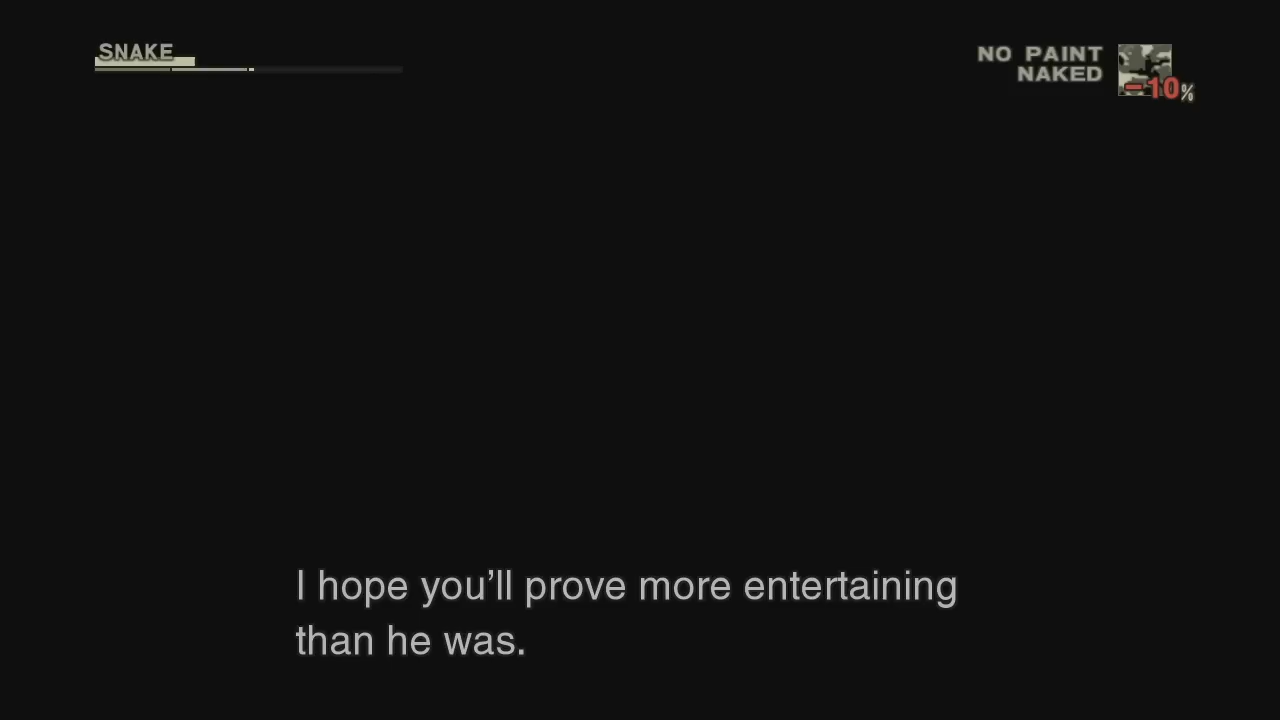 SNAKE
NO PAINT
NAKED
-10%
I hope you'll prove more entertaining
than he was.